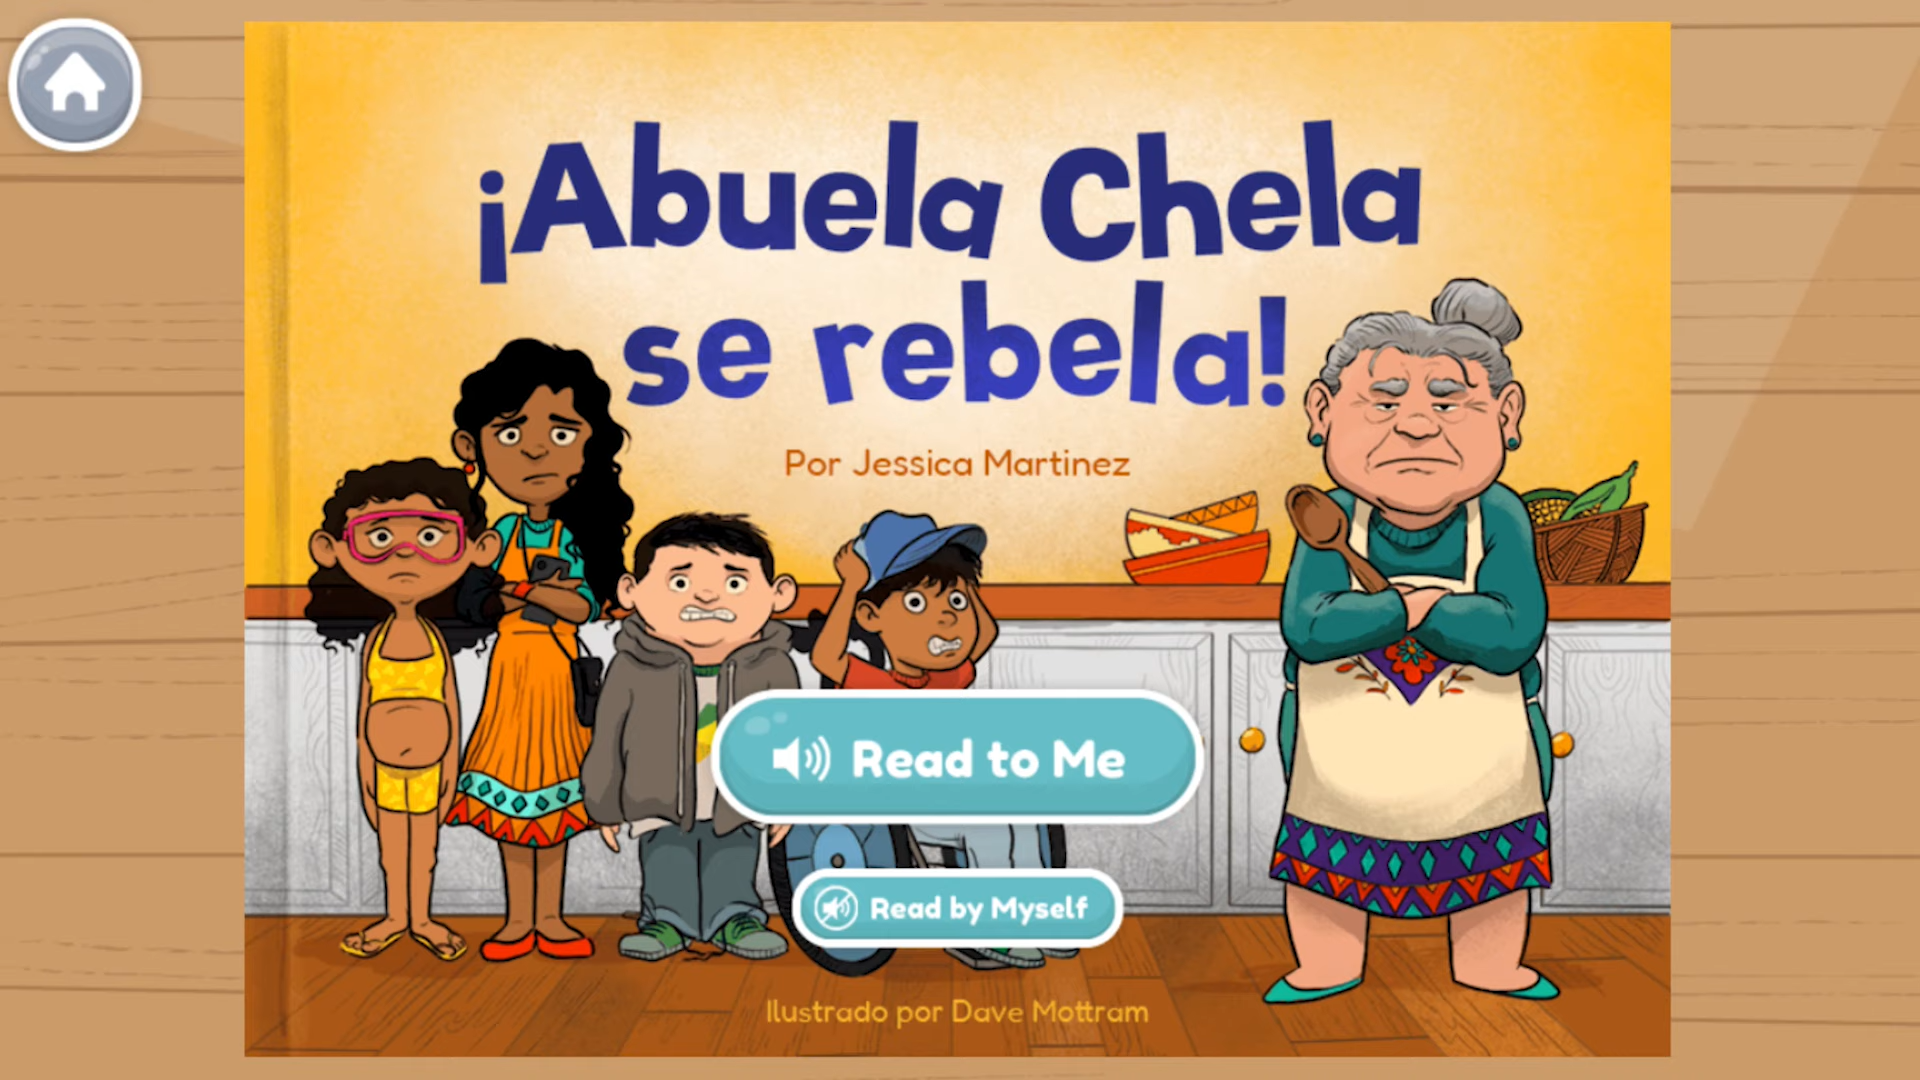 ¡Abuela Chela
se rebela!
Por Jessica Martinez
Read to Me
Read by Myself
Ilustrado por Dave Mottram